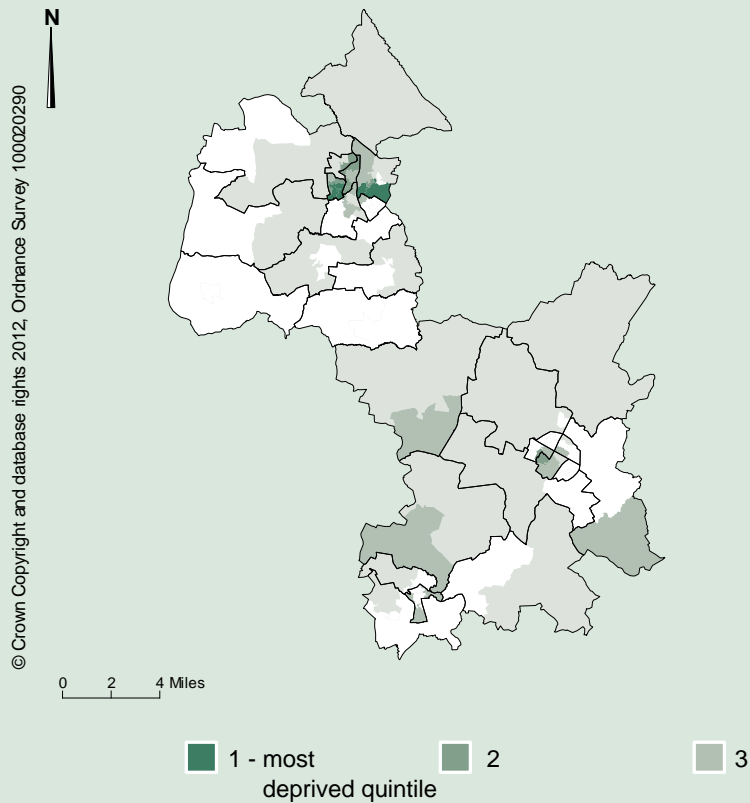 N
© Crown Copyright and database rights 2012, Ordnance Survey 100020290
0 2 4 Miles
1 - most 2 3
deprived quintile